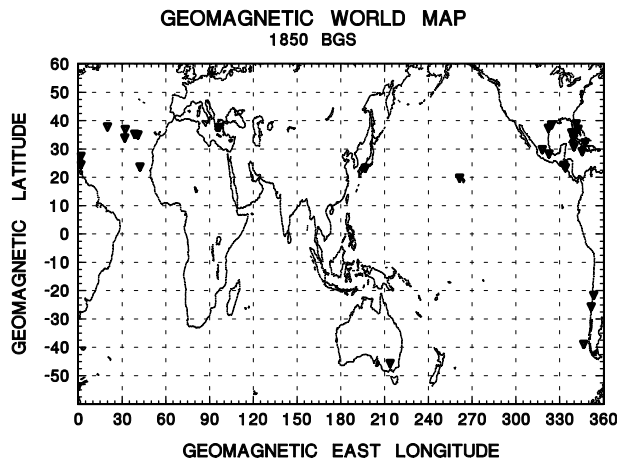 GEOMAGNETIC WORLD MAP
1850 BGS
60
50
40
30
20
10
0
-10
-20
-30
-40
-50
GEOMAGNETIC LATITUDE
0 30 60 90 120 150 180 210 240 270 300 330 360
GEOMAGNETIC EAST LONGITUDE